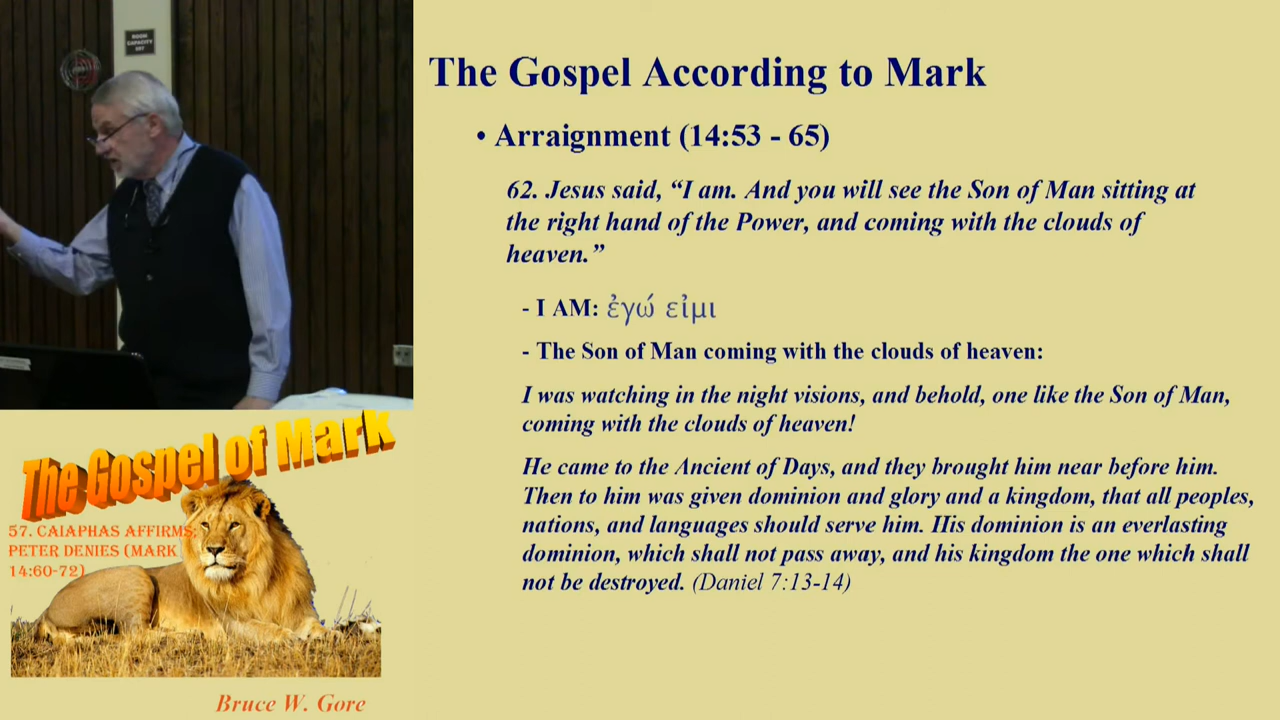 ROOM
CAPACITY
The Gospel According to Mark
• Arraignment (14:53 - 65)
62. Jesus said, “I am. And you will see the Son of Man sitting at
the right hand of the Power, and coming with the clouds of
heaven.”
- I AM: ἐγώ εἰμι
- The Son of Man coming with the clouds of heaven:
I was watching in the night visions, and behold, one like the Son of Man,
coming with the clouds of heaven!
He came to the Ancient of Days, and they brought him near before him.
Then to him was given dominion and glory and a kingdom, that all peoples,
nations, and languages should serve him. His dominion is an everlasting
dominion, which shall not pass away, and his kingdom the one which shall
not be destroyed. (Daniel 7:13-14)
The Gospel of Mark
57. CAIAPHAS AFFIRMS;
PETER DENIES (MARK
14:60-72)
Bruce W. Gore